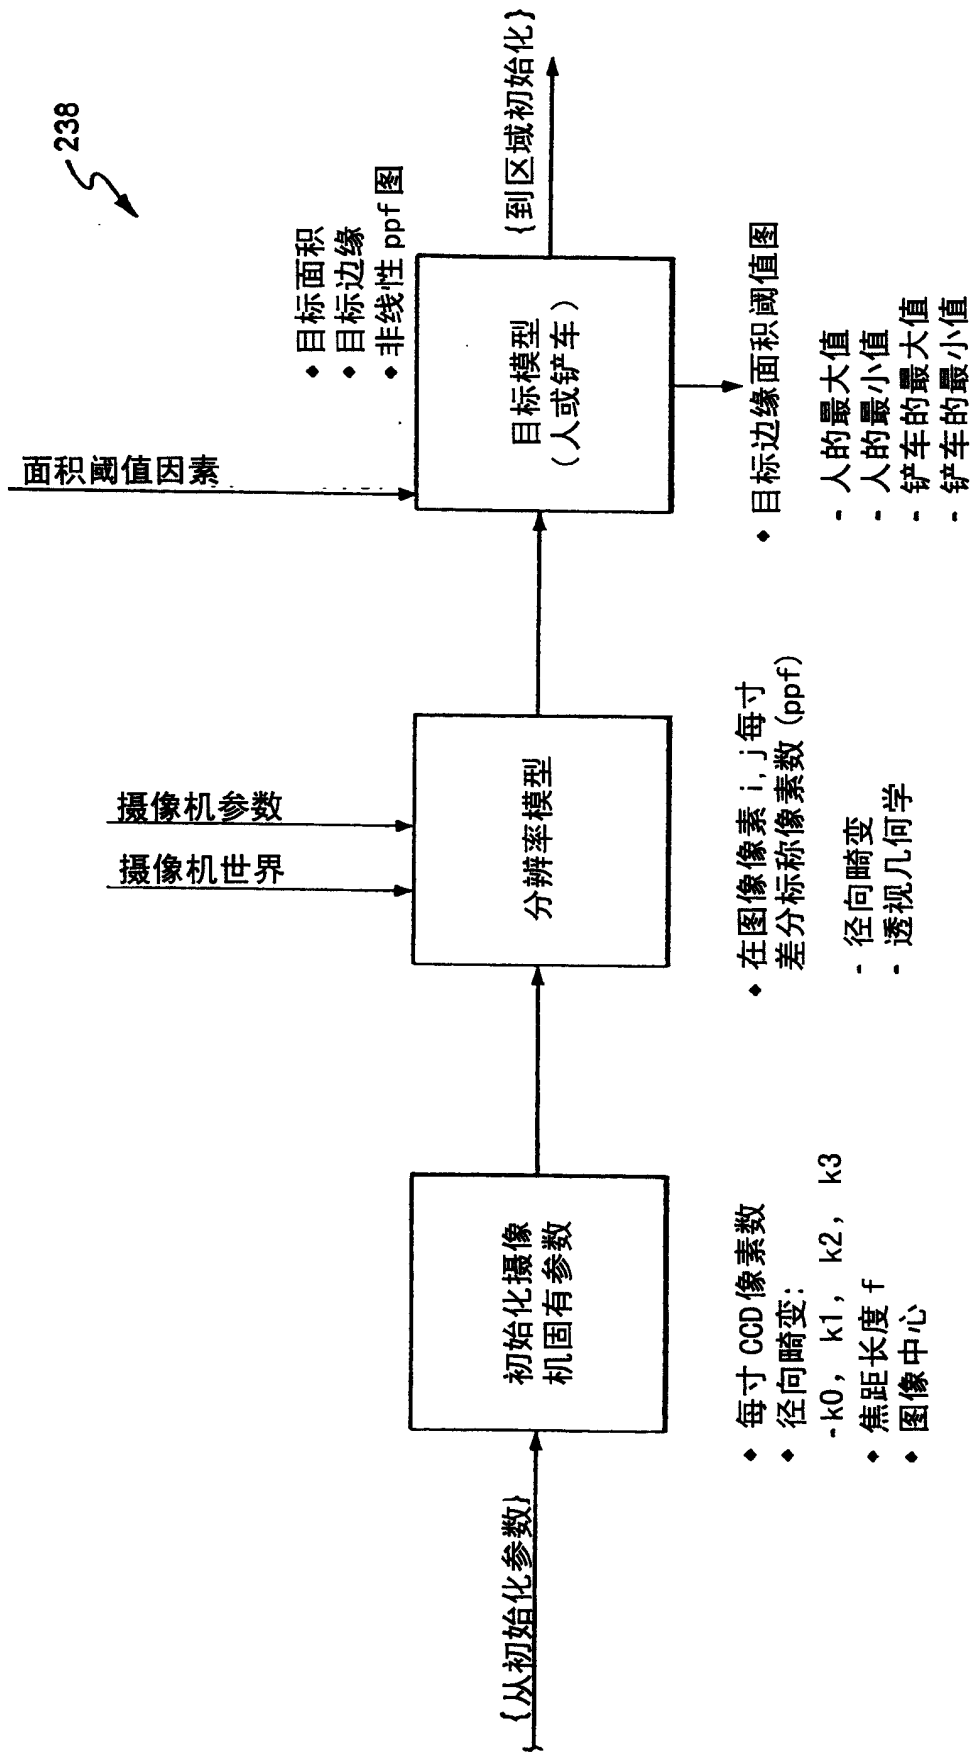 238
面积阈值因素
◆ 目标面积
◆ 目标边缘
◆ 非线性 ppf 图
摄像机参数
摄像机世界
{从初始化参数}
初始化摄像
机固有参数
分辨率模型
目标模型
(人或铲车)
{到区域初始化}
◆ 每寸 CCD 像素数
◆ 径向畸变:
-k0, k1, k2, k3
◆ 焦距长度 f
◆ 图像中心
◆ 在图像像素 i,j 每寸
差分标称像素数 (ppf)
- 径向畸变
- 透视几何学
◆ 目标边缘面积阈值图
- 人的最大值
- 人的最小值
- 铲车的最大值
- 铲车的最小值